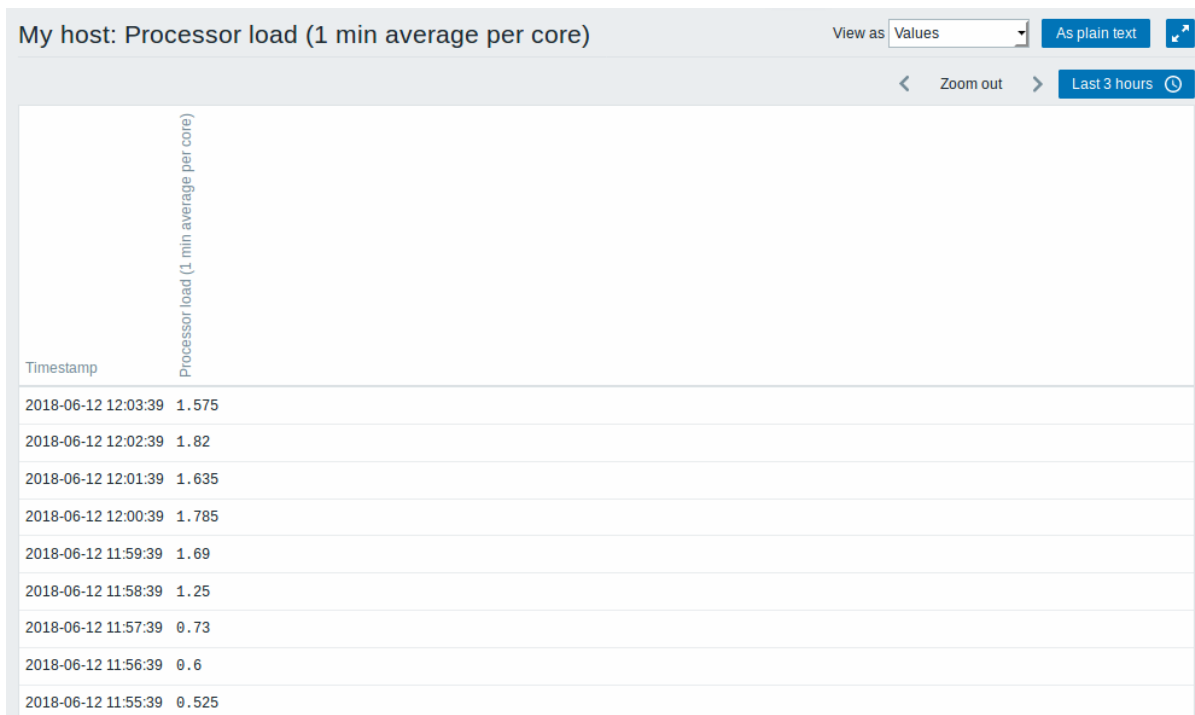 My host: Processor load (1 min average per core)
View as Values As plain text
Zoom out Last 3 hours
Timestamp Processor load (1 min average per core)
2018-06-12 12:03:39 1.575
2018-06-12 12:02:39 1.82
2018-06-12 12:01:39 1.635
2018-06-12 12:00:39 1.785
2018-06-12 11:59:39 1.69
2018-06-12 11:58:39 1.25
2018-06-12 11:57:39 0.73
2018-06-12 11:56:39 0.6
2018-06-12 11:55:39 0.525